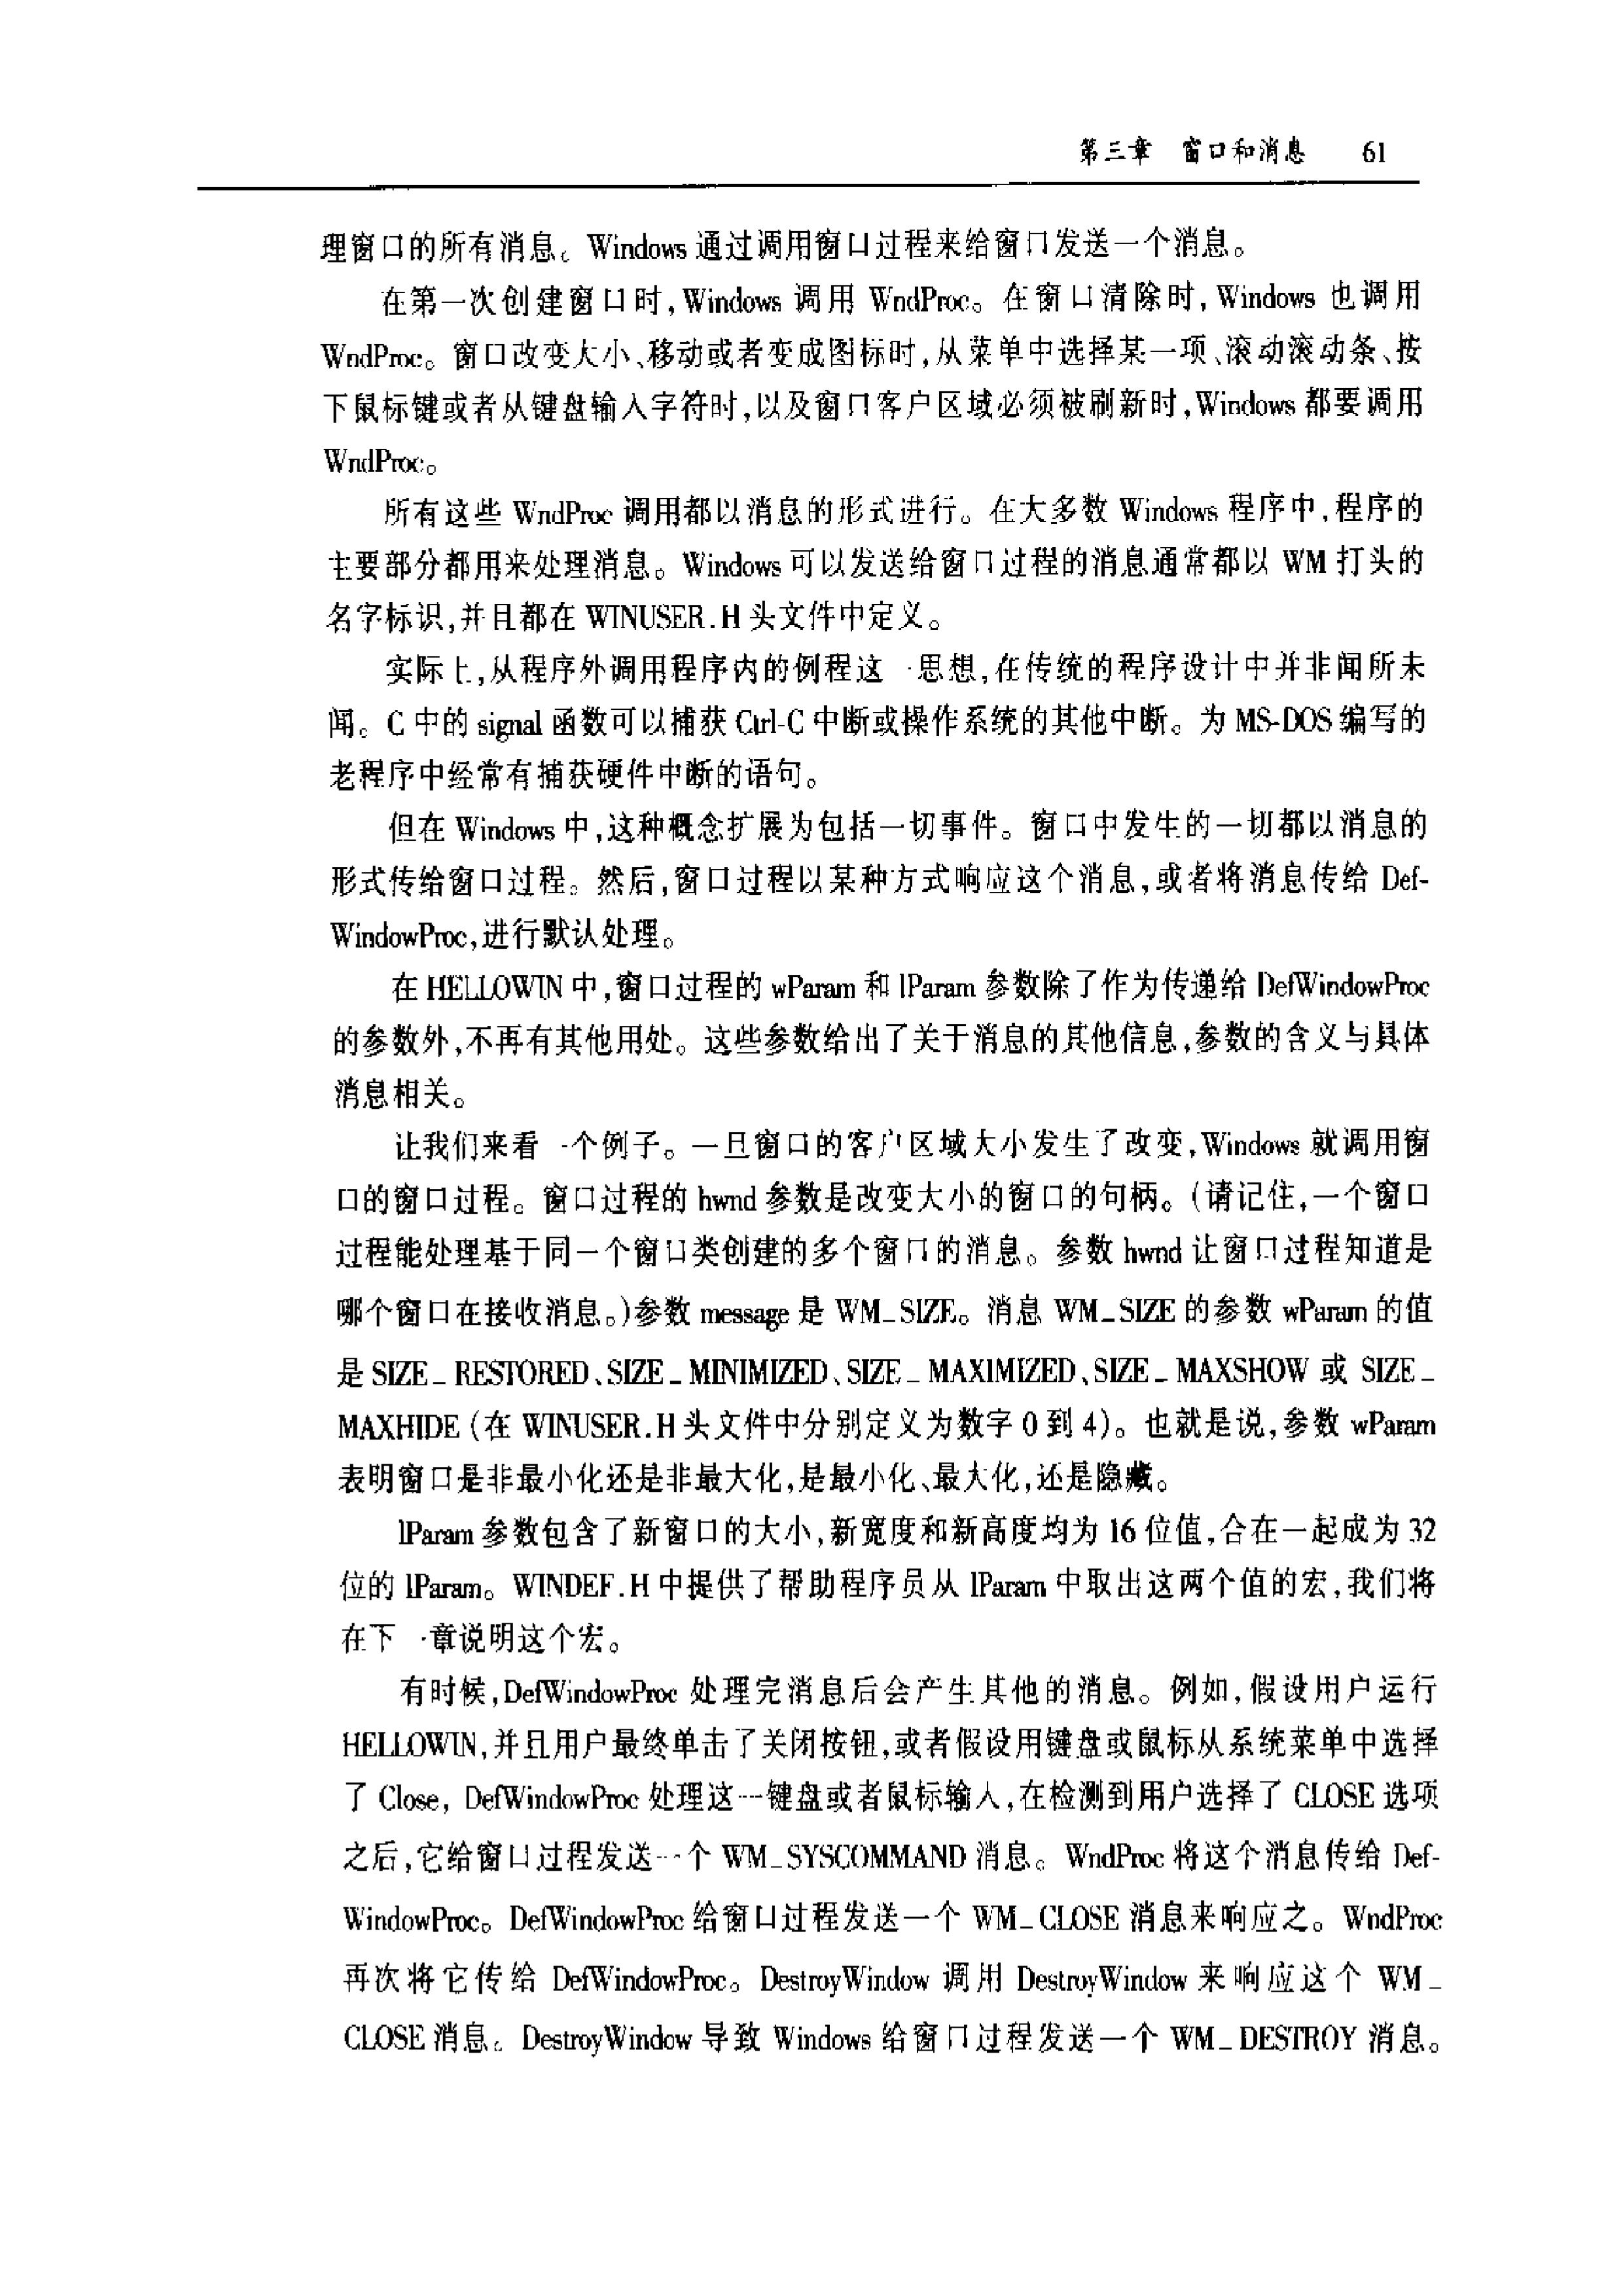 第三章 窗口和消息 61
理窗口的所有消息。Windows 通过调用窗口过程来给窗口发送一个消息。
在第一次创建窗口时,Windows 调用 WndProc。在窗口清除时,Windows 也调用
WndProc。窗口改变大小、移动或者变成图标时,从菜单中选择某一项、滚动滚动条、按
下鼠标键或者从键盘输入字符时,以及窗口客户区域必须被刷新时,Windows 都要调用
WndProc。
所有这些 WndProc 调用都以消息的形式进行。在大多数 Windows 程序中,程序的
主要部分都用来处理消息。Windows 可以发送给窗口过程的消息通常都以 WM 打头的
名字标识,并且都在 WINUSER.H 头文件中定义。
实际上,从程序外调用程序内的例程这一思想,在传统的程序设计中并非闻所未
闻。C 中的 signal 函数可以捕获 Ctrl-C 中断或操作系统的其他中断。为 MS-DOS 编写的
老程序中经常有捕获硬件中断的语句。
但在 Windows 中,这种概念扩展为包括一切事件。窗口中发生的一切都以消息的
形式传给窗口过程。然后,窗口过程以某种方式响应这个消息,或者将消息传给 Def-
WindowProc,进行默认处理。
在 HELLOWIN 中,窗口过程的 wParam 和 lParam 参数除了作为传递给 DefWindowProc
的参数外,不再有其他用处。这些参数给出了关于消息的其他信息,参数的含义与具体
消息相关。
让我们来看一个例子。一旦窗口的客户区域大小发生了改变,Windows 就调用窗
口的窗口过程。窗口过程的 hwnd 参数是改变大小的窗口的句柄。(请记住,一个窗口
过程能处理基于同一个窗口类创建的多个窗口的消息。参数 hwnd 让窗口过程知道是
哪个窗口在接收消息。)参数 message 是 WM_SIZE。消息 WM_SIZE 的参数 wParam 的值
是 SIZE_RESTORED、SIZE_MINIMIZED、SIZE_MAXIMIZED、SIZE_MAXSHOW 或 SIZE_
MAXHIDE (在 WINUSER.H 头文件中分别定义为数字 0 到 4)。也就是说,参数 wParam
表明窗口是非最小化还是非最大化,是最小化、最大化,还是隐藏。
lParam 参数包含了新窗口的大小,新宽度和新高度均为 16 位值,合在一起成为 32
位的 lParam。WINDEF.H 中提供了帮助程序员从 lParam 中取出这两个值的宏,我们将
在下一章说明这个宏。
有时候,DefWindowProc 处理完消息后会产生其他的消息。例如,假设用户运行
HELLOWIN,并且用户最终单击了关闭按钮,或者假设用键盘或鼠标从系统菜单中选择
了 Close, DefWindowProc 处理这一键盘或者鼠标输入,在检测到用户选择了 CLOSE 选项
之后,它给窗口过程发送一个 WM_SYSCOMMAND 消息。WndProc 将这个消息传给 Def-
WindowProc。DefWindowProc 给窗口过程发送一个 WM_CLOSE 消息来响应之。WndProc
再次将它传给 DefWindowProc。DestroyWindow 调用 DestroyWindow 来响应这个 WM_
CLOSE 消息。DestroyWindow 导致 Windows 给窗口过程发送一个 WM_DESTROY 消息。